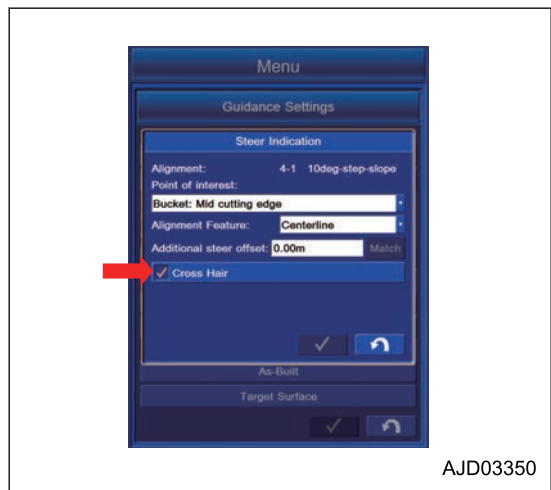 Menu
Guidance Settings
Steer Indication
Alignment: 4-1 10deg-step-slope
Point of interest:
Bucket: Mid cutting edge
Alignment Feature: Centerline
Additional steer offset: 0.00m Match
Cross Hair
As-Built
Target Surface
AJD03350